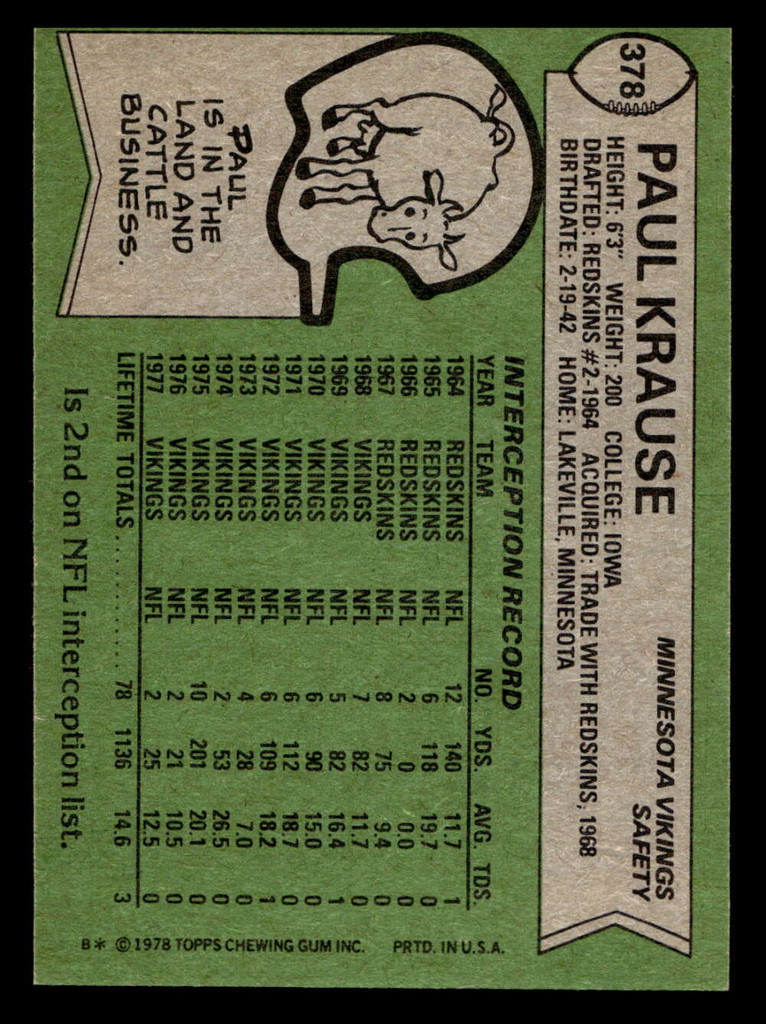 378
PAUL KRAUSE
MINNESOTA VIKINGS
SAFETY
HEIGHT: 6'3" WEIGHT: 200 COLLEGE: IOWA
DRAFTED: REDSKINS #2-1964 ACQUIRED: TRADE WITH REDSKINS, 1968
BIRTHDATE: 2-19-42 HOME: LAKEVILLE, MINNESOTA
PAUL
IS IN THE
LAND AND
CATTLE
BUSINESS.
INTERCEPTION RECORD
YEAR TEAM NO. YDS. AVG. TDS
1964 REDSKINS NFL 12 140 11.7 1
1965 REDSKINS NFL 6 118 19.7 0
1966 REDSKINS NFL 2 0 0.0 0
1967 REDSKINS NFL 8 75 9.4 0
1968 VIKINGS NFL 7 82 11.7 0
1969 VIKINGS NFL 5 82 16.4 1
1970 VIKINGS NFL 6 90 15.0 0
1971 VIKINGS NFL 6 112 18.7 0
1972 VIKINGS NFL 6 109 18.2 1
1973 VIKINGS NFL 4 28 7.0 0
1974 VIKINGS NFL 2 53 26.5 0
1975 VIKINGS NFL 10 201 20.1 0
1976 VIKINGS NFL 2 21 10.5 0
1977 VIKINGS NFL 2 25 12.5 0
LIFETIME TOTALS............ 78 1136 14.6 3
Is 2nd on NFL interception list.
B* © 1978 TOPPS CHEWING GUM INC. PRTD. IN U.S.A.